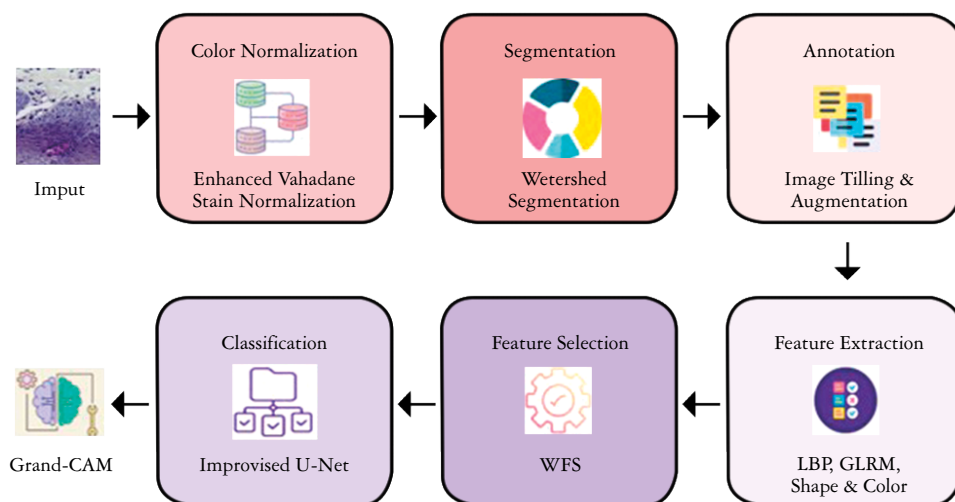 Color Normalization
Segmentation
Annotation
Imput
Enhanced Vahadane
Stain Normalization
Wetershed
Segmentation
Image Tilling &
Augmentation
Classification
Feature Selection
Feature Extraction
Grand-CAM
Improvised U-Net
WFS
LBP, GLRM,
Shape & Color